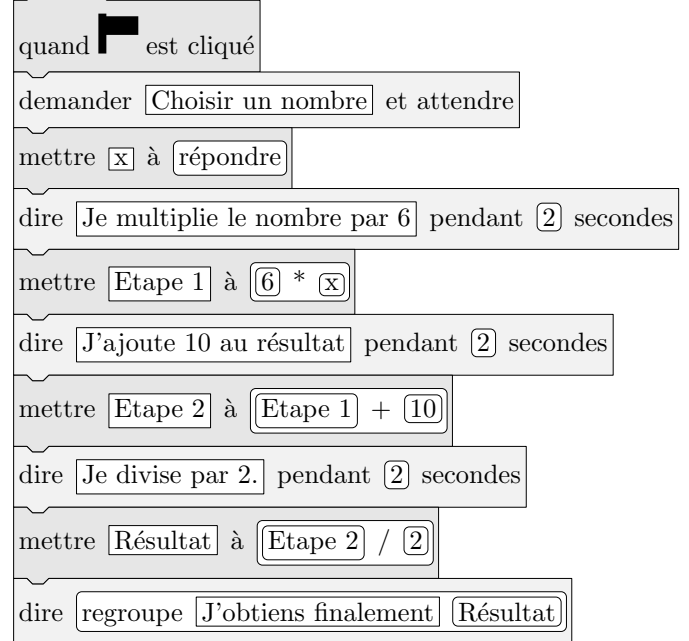 quand est cliqué
demander Choisir un nombre et attendre
mettre x à répondre
dire Je multiplie le nombre par 6 pendant 2 secondes
mettre Etape 1 à 6 * x
dire J'ajoute 10 au résultat pendant 2 secondes
mettre Etape 2 à Etape 1 + 10
dire Je divise par 2. pendant 2 secondes
mettre Résultat à Etape 2 / 2
dire regroupe J'obtiens finalement Résultat